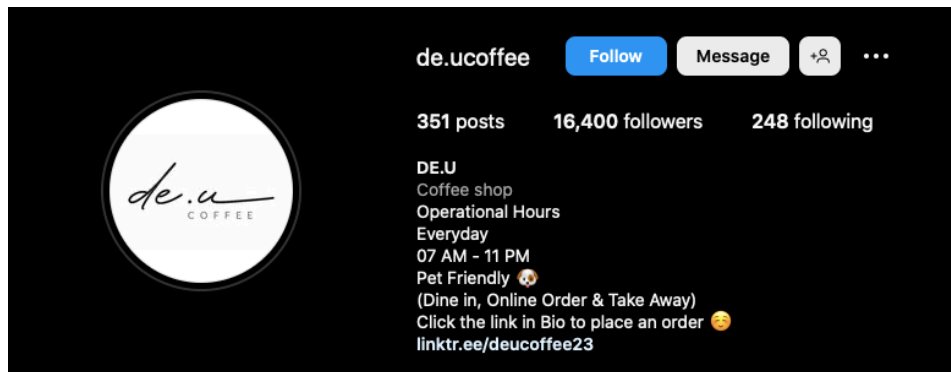 de.ucoffee Follow Message
351 posts 16,400 followers 248 following
de.u
COFFEE
DE.U
Coffee shop
Operational Hours
Everyday
07 AM - 11 PM
Pet Friendly 🐶
(Dine in, Online Order & Take Away)
Click the link in Bio to place an order ☺️
linktr.ee/deucoffee23